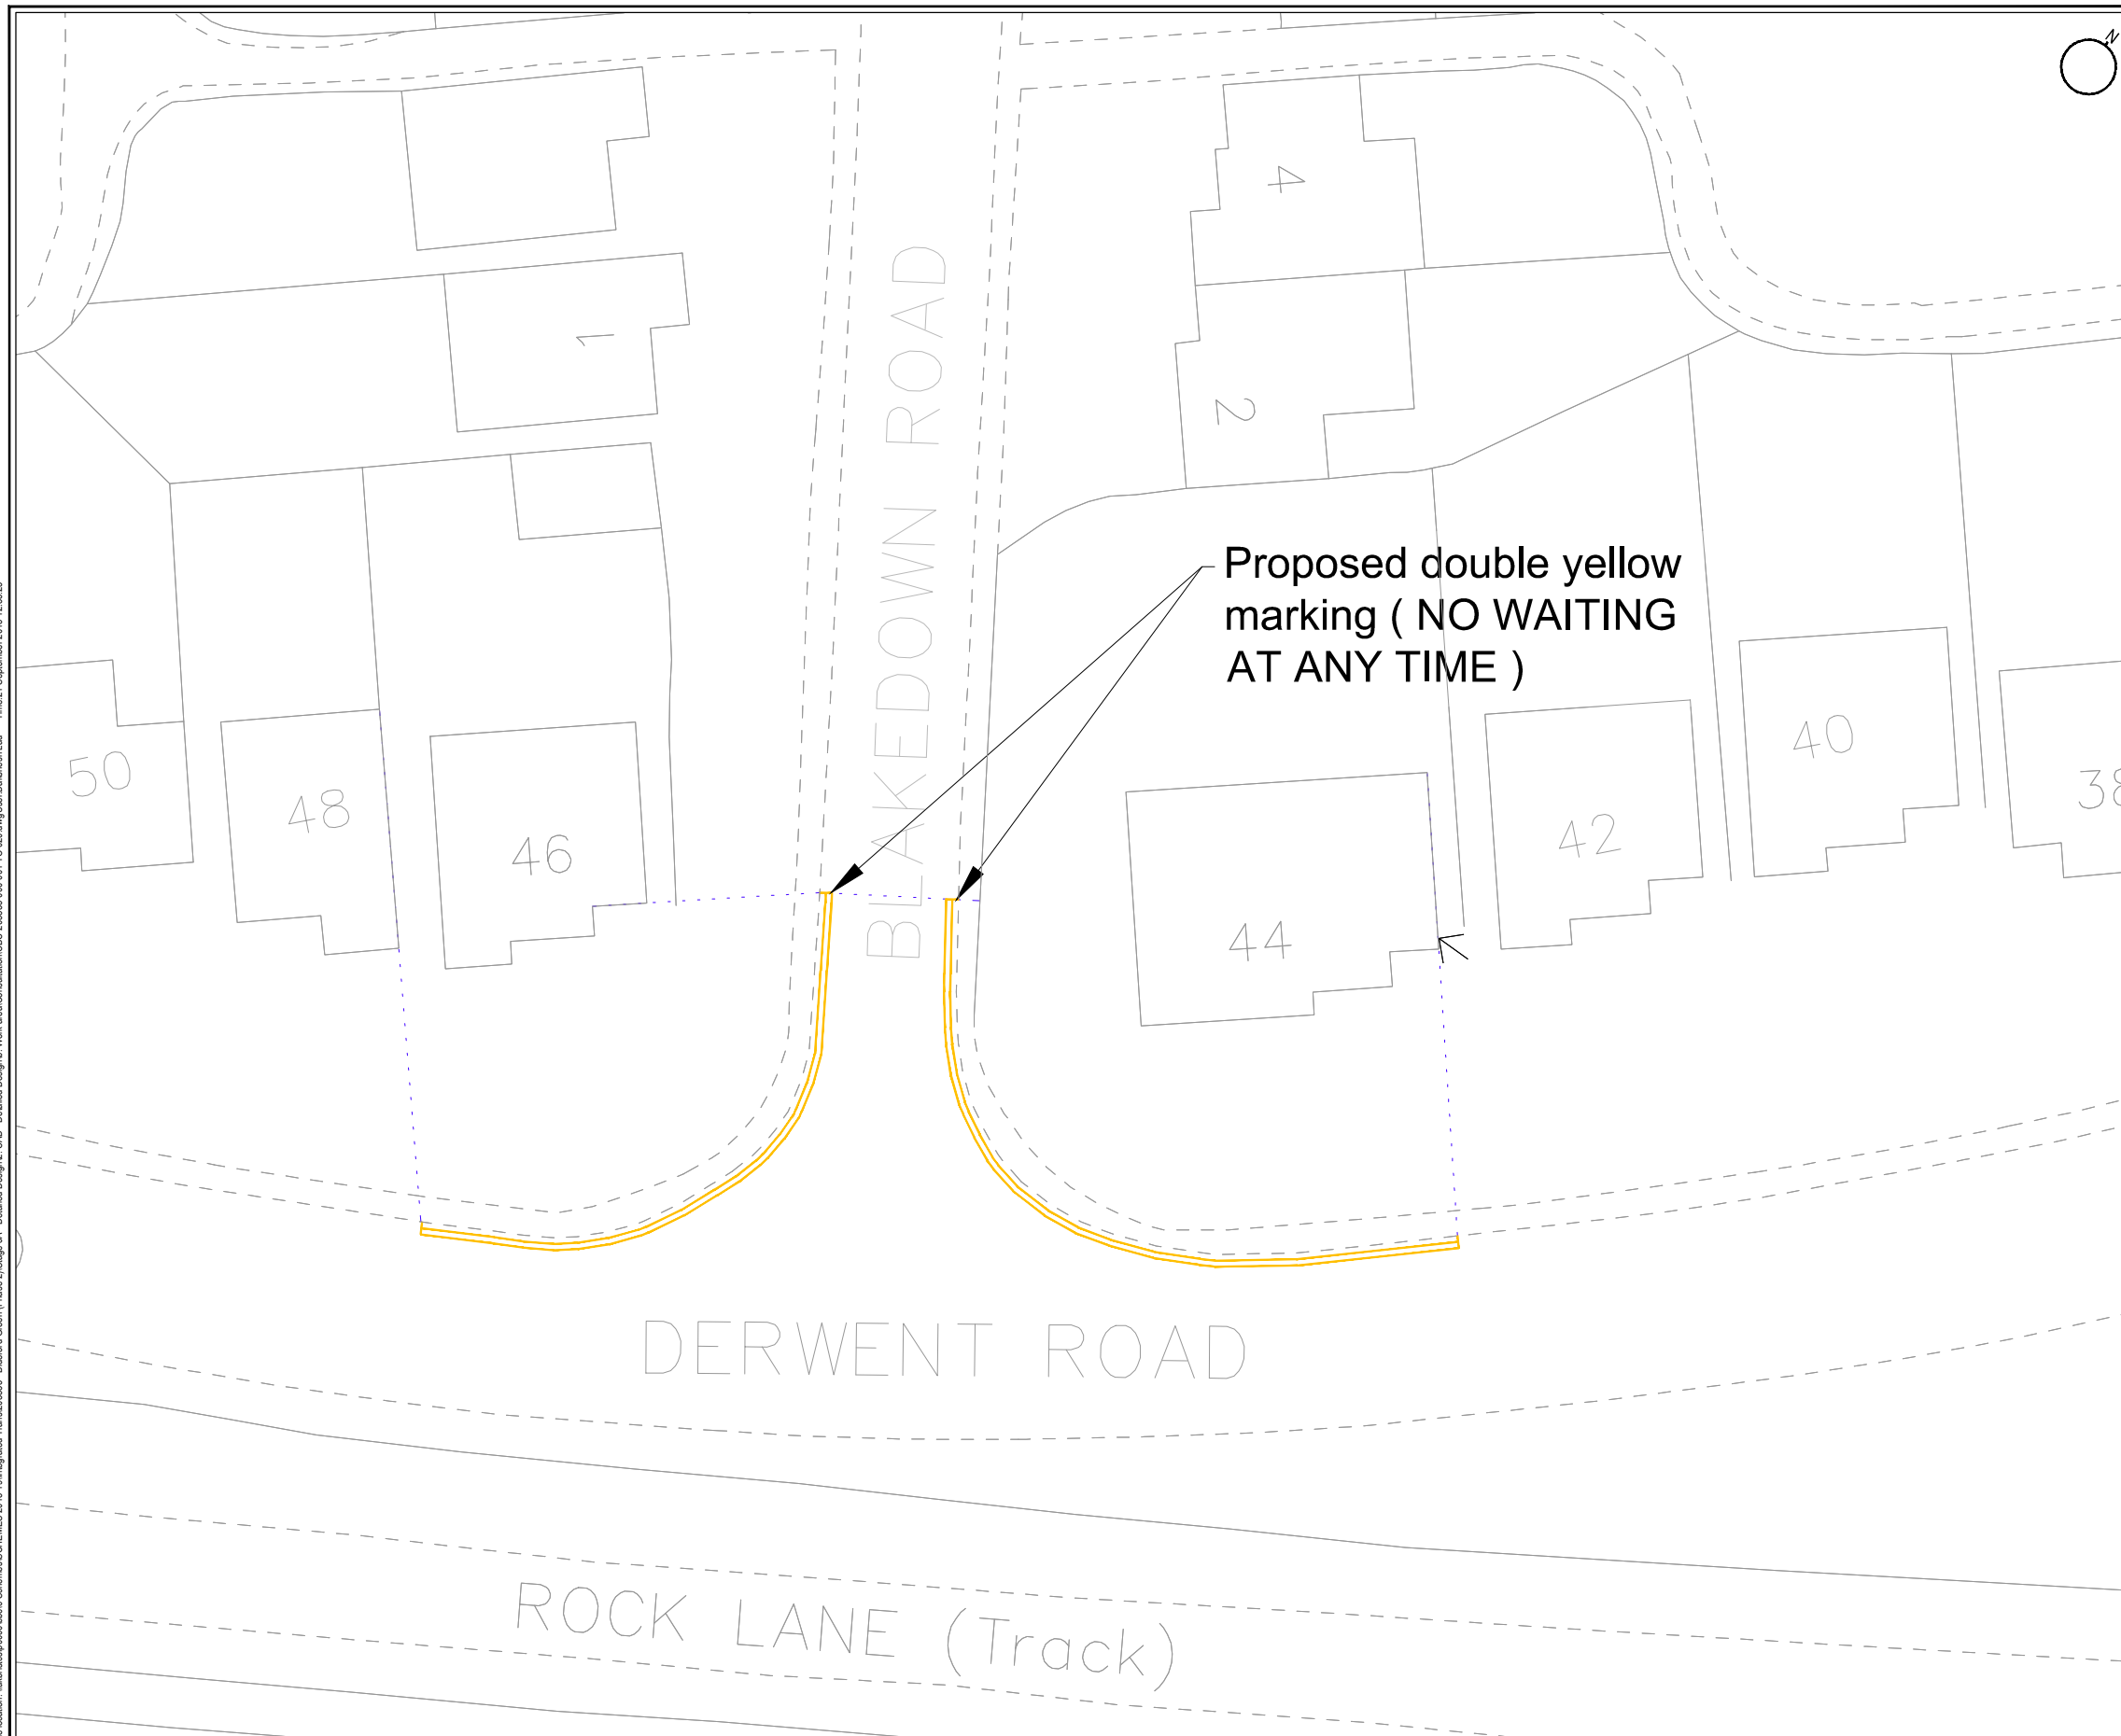 N
4
1
2
BLAKEDOWN ROAD
Proposed double yellow
marking ( NO WAITING
AT ANY TIME )
50
48
46
44
42
40
38
DERWENT ROAD
ROCK LANE (Track)